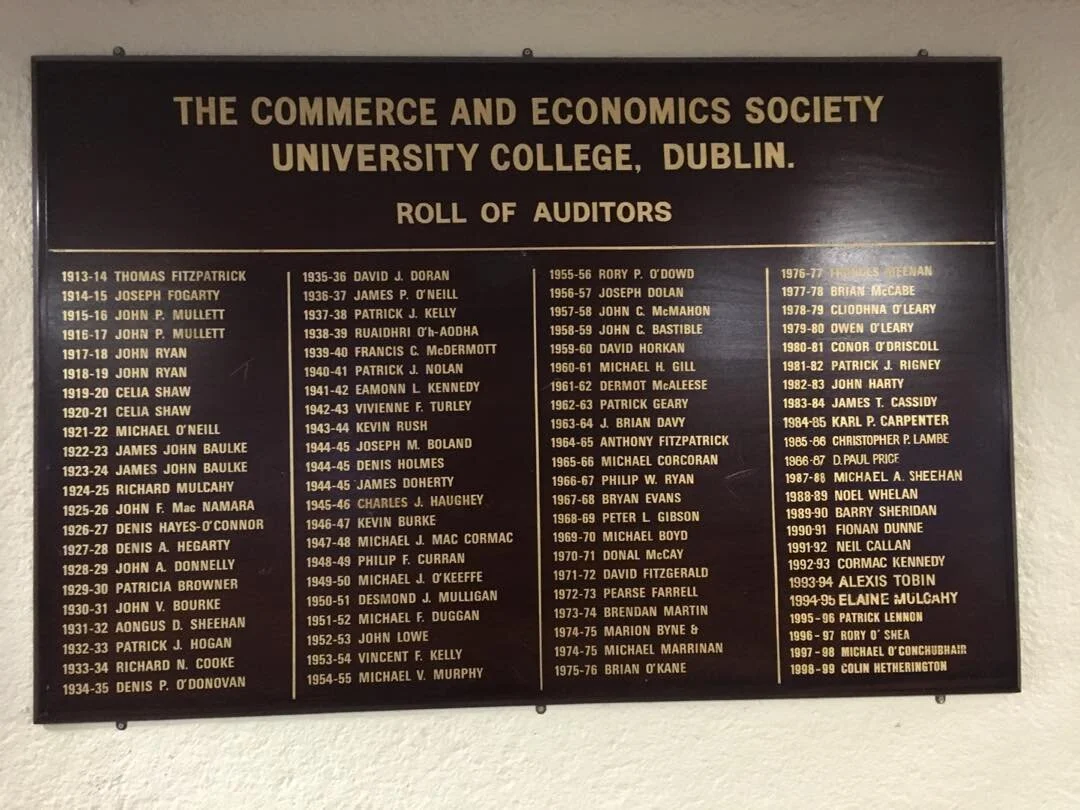 THE COMMERCE AND ECONOMICS SOCIETY
UNIVERSITY COLLEGE, DUBLIN.
ROLL OF AUDITORS
1913-14 THOMAS FITZPATRICK
1914-15 JOSEPH FOGARTY
1915-16 JOHN P. MULLETT
1916-17 JOHN P. MULLETT
1917-18 JOHN RYAN
1918-19 JOHN RYAN
1919-20 CELIA SHAW
1920-21 CELIA SHAW
1921-22 MICHAEL O'NEILL
1922-23 JAMES JOHN BAULKE
1923-24 JAMES JOHN BAULKE
1924-25 RICHARD MULCAHY
1925-26 JOHN F. Mac NAMARA
1926-27 DENIS HAYES-O'CONNOR
1927-28 DENIS A. HEGARTY
1928-29 JOHN A. DONNELLY
1929-30 PATRICIA BROWNER
1930-31 JOHN V. BOURKE
1931-32 AONGUS D. SHEEHAN
1932-33 PATRICK J. HOGAN
1933-34 RICHARD N. COOKE
1934-35 DENIS P. O'DONOVAN
1935-36 DAVID J. DORAN
1936-37 JAMES P. O'NEILL
1937-38 PATRICK J. KELLY
1938-39 RUAIDHRI O'h-AODHA
1939-40 FRANCIS C. McDERMOTT
1940-41 PATRICK J. NOLAN
1941-42 EAMONN L. KENNEDY
1942-43 VIVIENNE F. TURLEY
1943-44 KEVIN RUSH
1944-45 JOSEPH M. BOLAND
1944-45 DENIS HOLMES
1944-45 JAMES DOHERTY
1945-46 CHARLES J. HAUGHEY
1946-47 KEVIN BURKE
1947-48 MICHAEL J. MAC CORMAC
1948-49 PHILIP F. CURRAN
1949-50 MICHAEL J. O'KEEFFE
1950-51 DESMOND J. MULLIGAN
1951-52 MICHAEL F. DUGGAN
1952-53 JOHN LOWE
1953-54 VINCENT F. KELLY
1954-55 MICHAEL V. MURPHY
1955-56 RORY P. O'DOWD
1956-57 JOSEPH DOLAN
1957-58 JOHN C. McMAHON
1958-59 JOHN C. BASTIBLE
1959-60 DAVID HORKAN
1960-61 MICHAEL H. GILL
1961-62 DERMOT McALEESE
1962-63 PATRICK GEARY
1963-64 J. BRIAN DAVY
1964-65 ANTHONY FITZPATRICK
1965-66 MICHAEL CORCORAN
1966-67 PHILIP W. RYAN
1967-68 BRYAN EVANS
1968-69 PETER L. GIBSON
1969-70 MICHAEL BOYD
1970-71 DONAL McCAY
1971-72 DAVID FITZGERALD
1972-73 PEARSE FARRELL
1973-74 BRENDAN MARTIN
1974-75 MARION BYNE &
1974-75 MICHAEL MARRINAN
1975-76 BRIAN O'KANE
1976-77 MEENAN
1977-78 BRIAN McCABE
1978-79 CLIODHNA O'LEARY
1979-80 OWEN O'LEARY
1980-81 CONOR O'DRISCOLL
1981-82 PATRICK J. RIGNEY
1982-83 JOHN HARTY
1983-84 JAMES T. CASSIDY
1984-85 KARL P. CARPENTER
1985-86 CHRISTOPHER P. LAMBE
1986-87 D.PAUL PRICE
1987-88 MICHAEL A. SHEEHAN
1988-89 NOEL WHELAN
1989-90 BARRY SHERIDAN
1990-91 FIONAN DUNNE
1991-92 NEIL CALLAN
1992-93 CORMAC KENNEDY
1993-94 ALEXIS TOBIN
1994-95 ELAINE MULCAHY
1995-96 PATRICK LENNON
1996-97 RORY O'SHEA
1997-98 MICHAEL O'CONCHUBHAIR
1998-99 COLIN HETHERINGTON